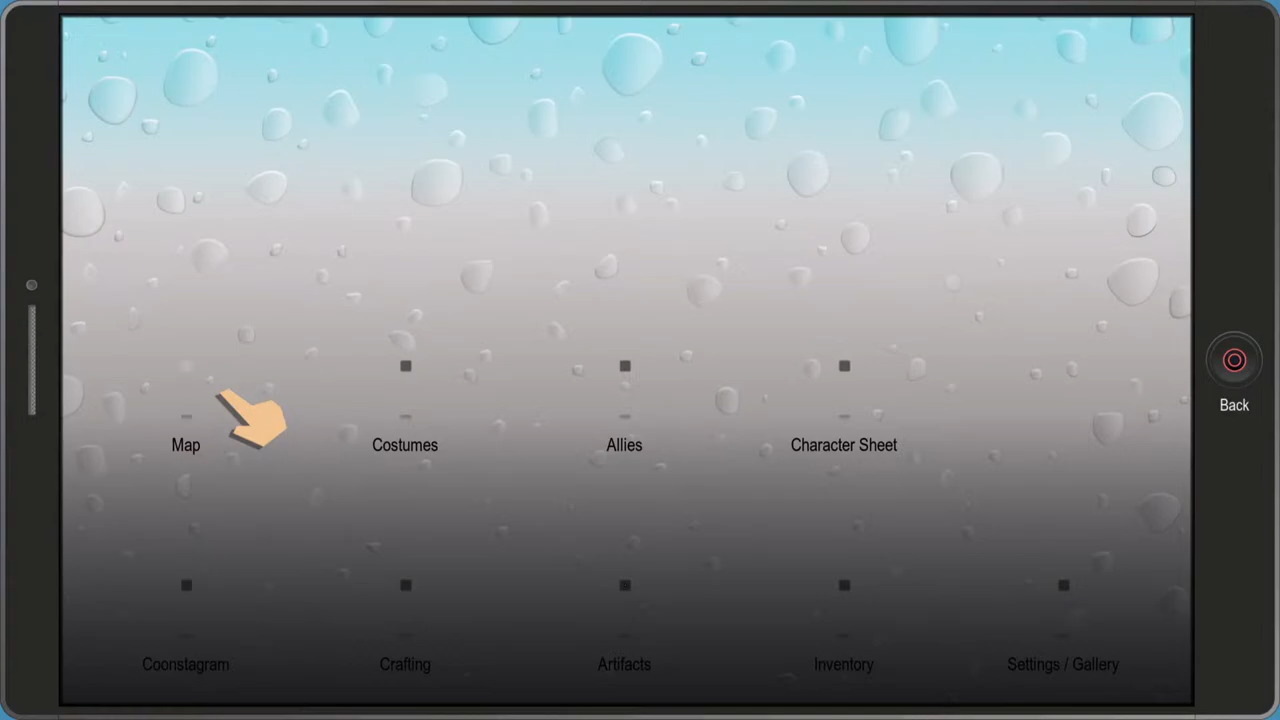 Back
Map
Costumes
Allies
Character Sheet
Coonstagram
Crafting
Artifacts
Inventory
Settings / Gallery